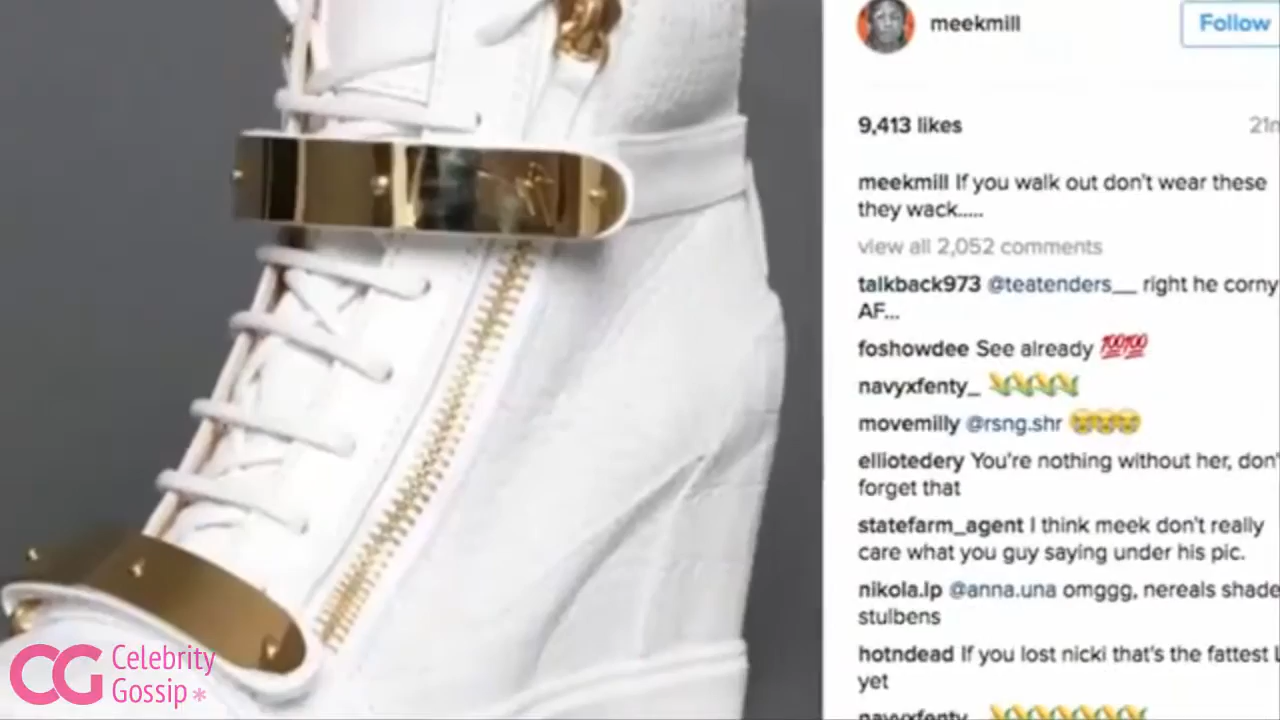 meekmill
Follow
9,413 likes
meekmill If you walk out don't wear these
they wack.....
view all 2,052 comments
talkback973 @teatenders__ right he corny
AF...
foshowdee See already 💯💯
navyxfenty_ 🌽🌽🌽🌽
movemilly @rsng.shr 😭😭😭
elliotedery You're nothing without her, don'
forget that
statefarm_agent I think meek don't really
care what you guy saying under his pic.
nikola.lp @anna.una omggg, nereals shade
stulbens
hotndead If you lost nicki that's the fattest L
yet
navyxfenty_
CG Celebrity
Gossip*